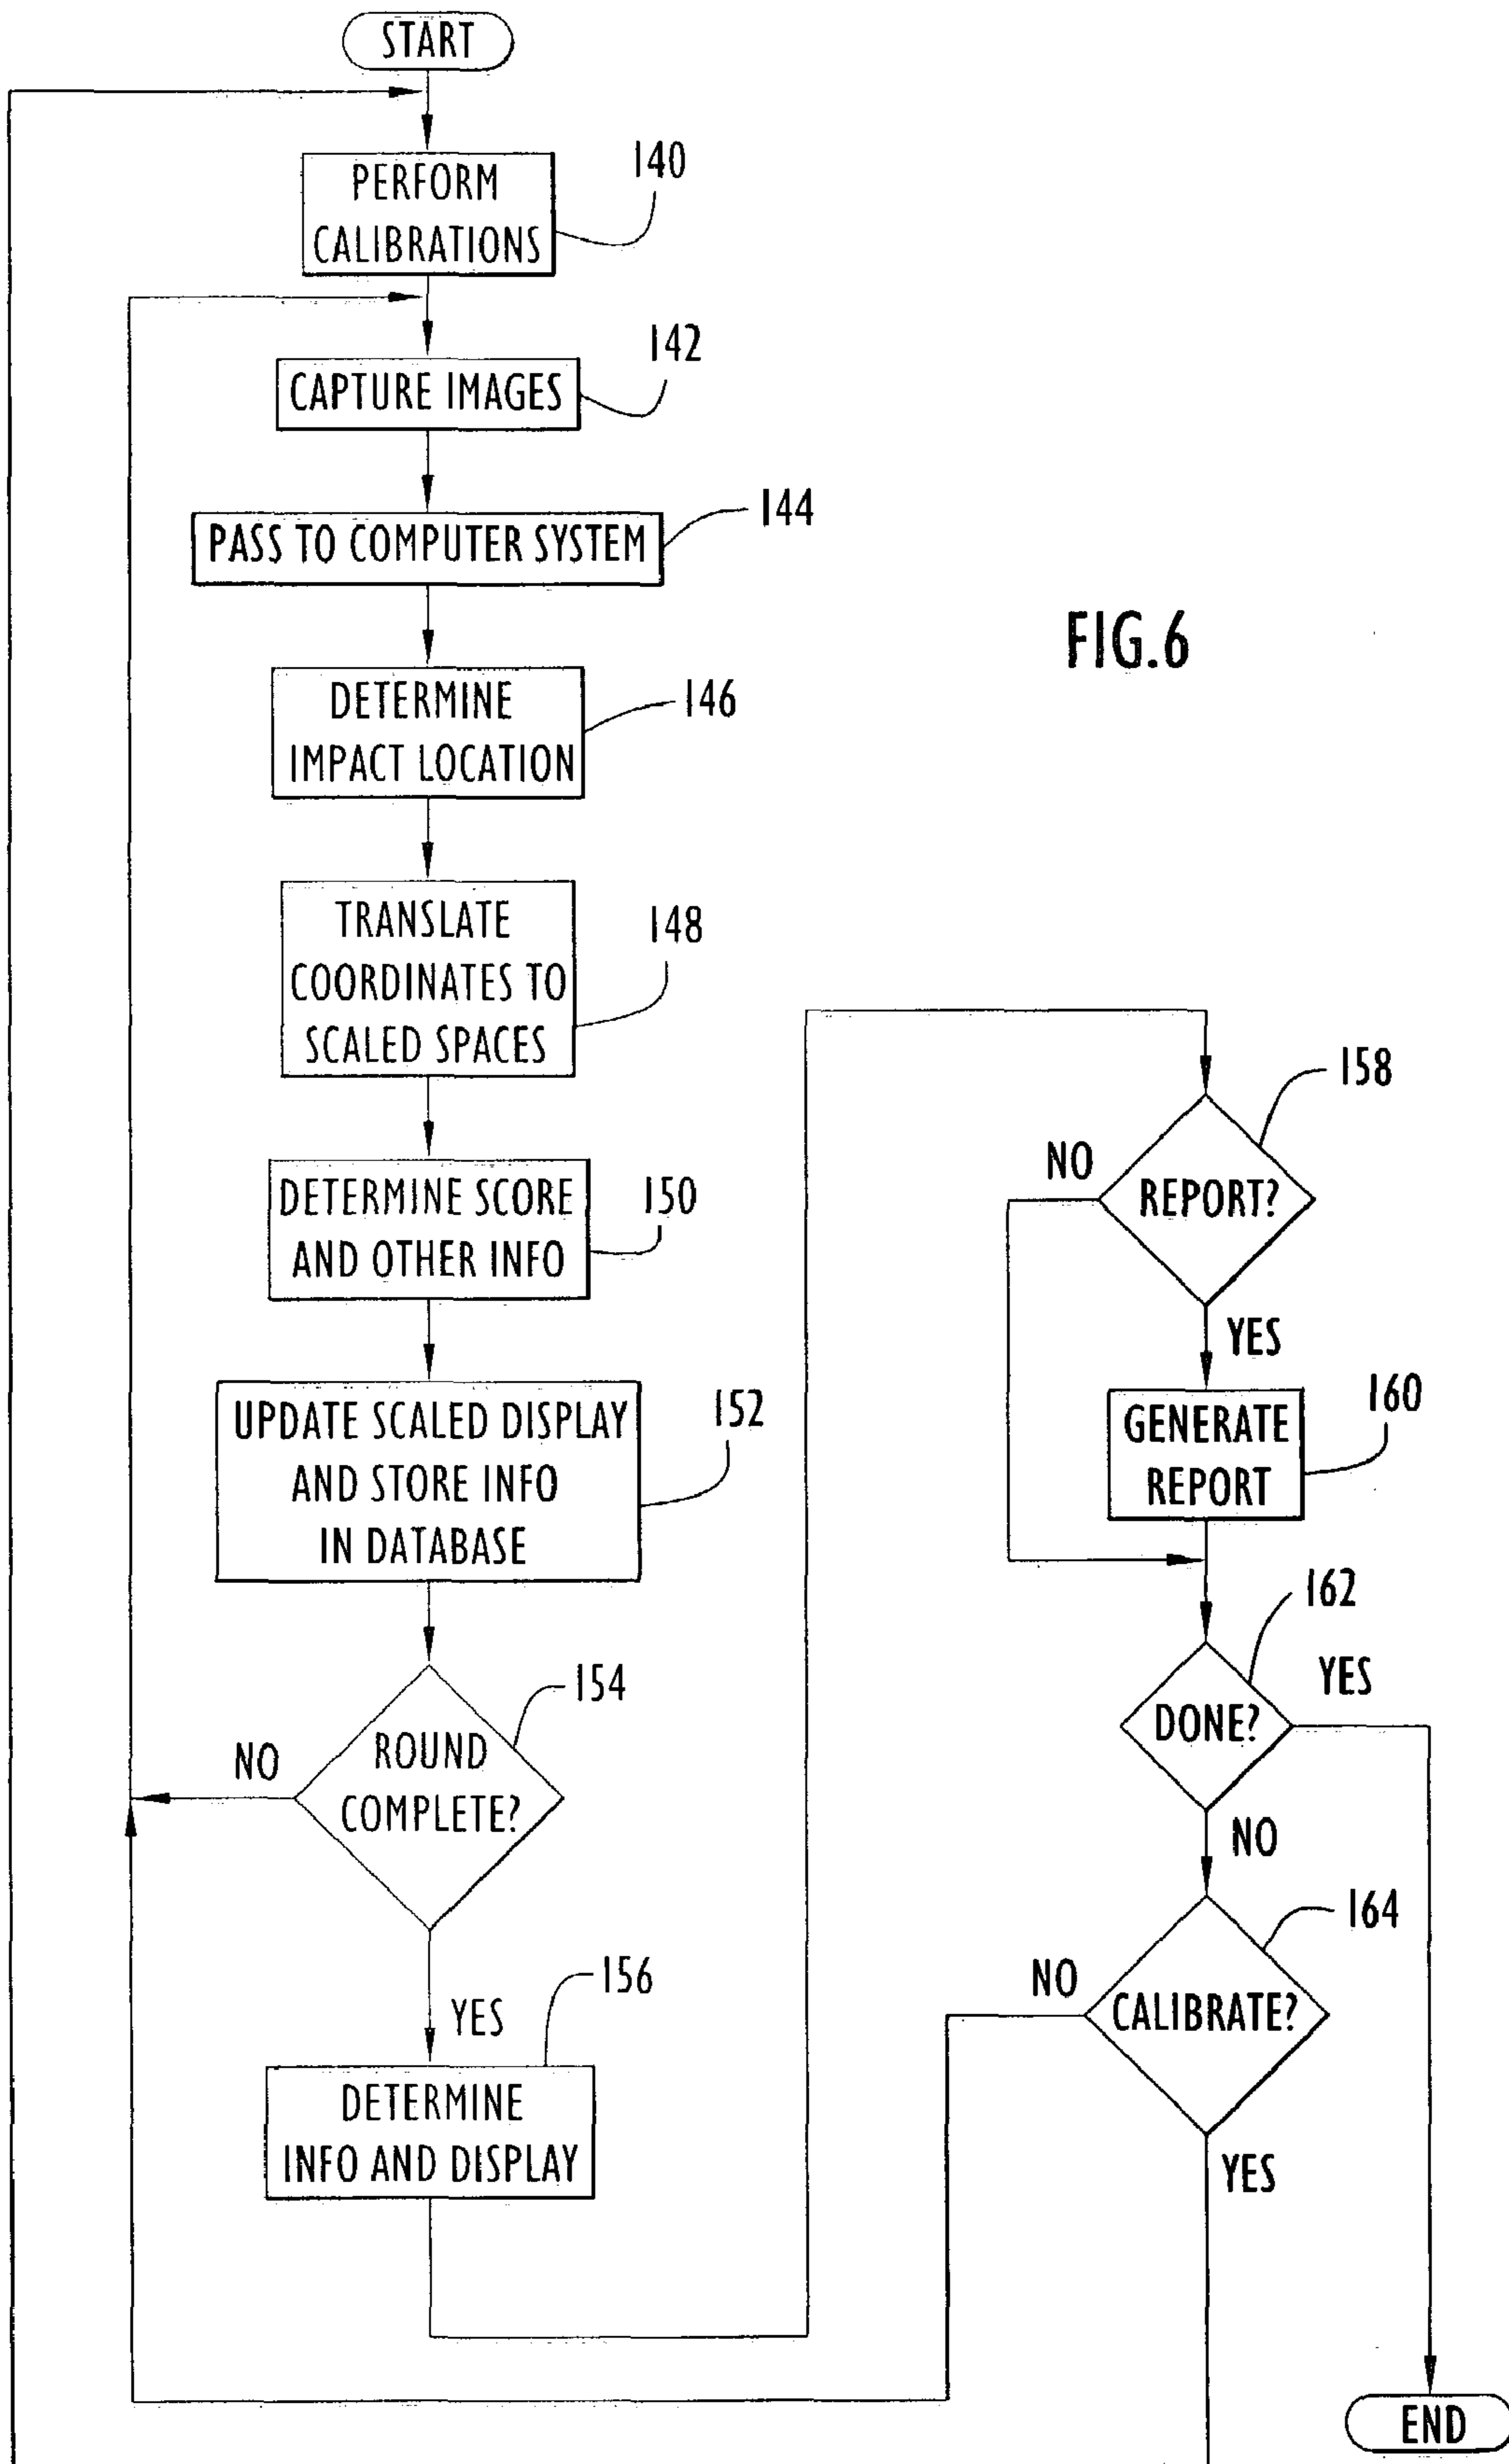 START
PERFORM
CALIBRATIONS
140
CAPTURE IMAGES
142
PASS TO COMPUTER SYSTEM
144
FIG.6
DETERMINE
IMPACT LOCATION
146
TRANSLATE
COORDINATES TO
SCALED SPACES
148
DETERMINE SCORE
AND OTHER INFO
150
UPDATE SCALED DISPLAY
AND STORE INFO
IN DATABASE
152
ROUND
COMPLETE?
154
NO
YES
DETERMINE
INFO AND DISPLAY
156
REPORT?
158
NO
YES
GENERATE
REPORT
160
DONE?
162
YES
NO
CALIBRATE?
164
NO
YES
END